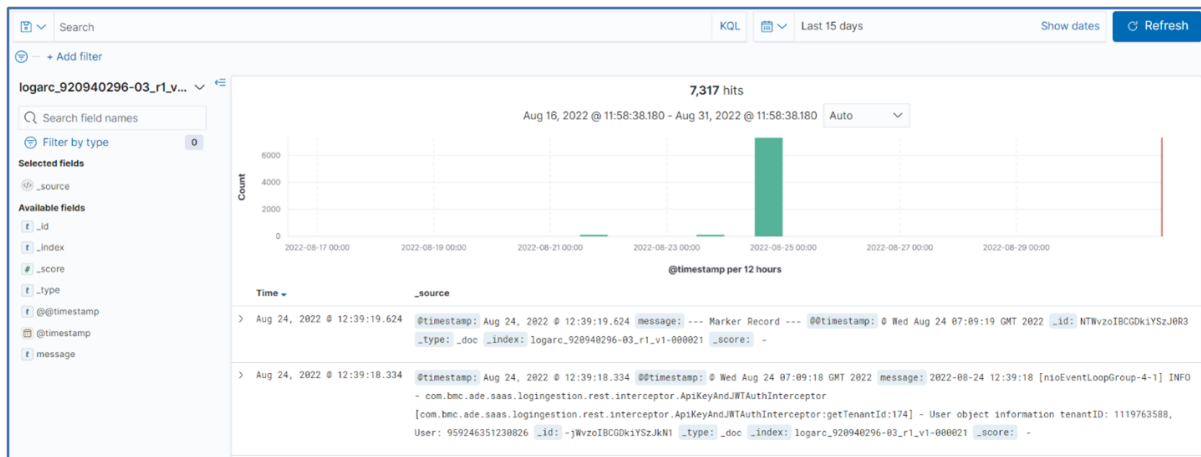 Search KQL Last 15 days Show dates Refresh
+ Add filter
logarc_920940296-03_r1_v...
Search field names
Filter by type 0
Selected fields
_source
Available fields
_id
_index
_score
_type
@@timestamp
@timestamp
message
7,317 hits
Aug 16, 2022 @ 11:58:38.180 - Aug 31, 2022 @ 11:58:38.180 Auto
Count
6000
4000
2000
0
2022-08-17 00:00 2022-08-19 00:00 2022-08-21 00:00 2022-08-23 00:00 2022-08-25 00:00 2022-08-27 00:00 2022-08-29 00:00
@timestamp per 12 hours
Time _source
Aug 24, 2022 @ 12:39:19.624 @timestamp: Aug 24, 2022 @ 12:39:19.624 message: --- Marker Record --- @@timestamp: @ Wed Aug 24 07:09:19 GMT 2022 _id: NTWvzoIBCGDkiYSzJ0R3
_type: _doc _index: logarc_920940296-03_r1_v1-000021 _score: -
Aug 24, 2022 @ 12:39:18.334 @timestamp: Aug 24, 2022 @ 12:39:18.334 @@timestamp: @ Wed Aug 24 07:09:18 GMT 2022 message: 2022-08-24 12:39:18 [nioEventLoopGroup-4-1] INFO
- com.bmc.ade.saas.logingestion.rest.interceptor.ApiKeyAndJWTAuthInterceptor
[com.bmc.ade.saas.logingestion.rest.interceptor.ApiKeyAndJWTAuthInterceptor:getTenantId:174] - User object information tenantID: 1119763588,
User: 959246351230826 _id: -jWvzoIBCGDkiYSzJkN1 _type: _doc _index: logarc_920940296-03_r1_v1-000021 _score: -